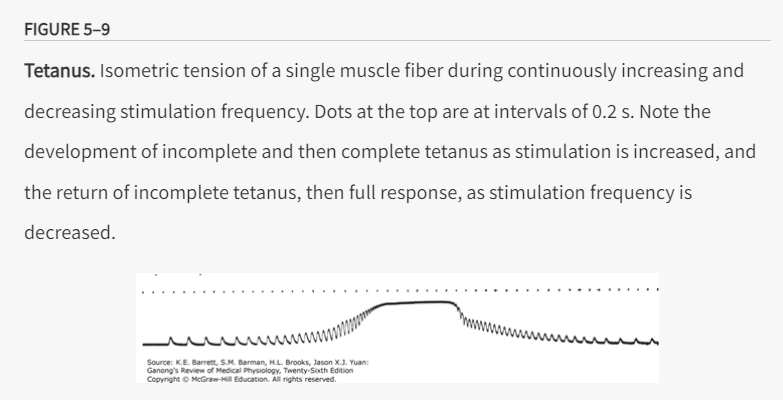 FIGURE 5–9
Tetanus. Isometric tension of a single muscle fiber during continuously increasing and
decreasing stimulation frequency. Dots at the top are at intervals of 0.2 s. Note the
development of incomplete and then complete tetanus as stimulation is increased, and
the return of incomplete tetanus, then full response, as stimulation frequency is
decreased.
Source: K.E. Barrett, S.M. Barman, H.L. Brooks, Jason X.J. Yuan:
Ganong's Review of Medical Physiology, Twenty-Sixth Edition
Copyright © McGraw-Hill Education. All rights reserved.